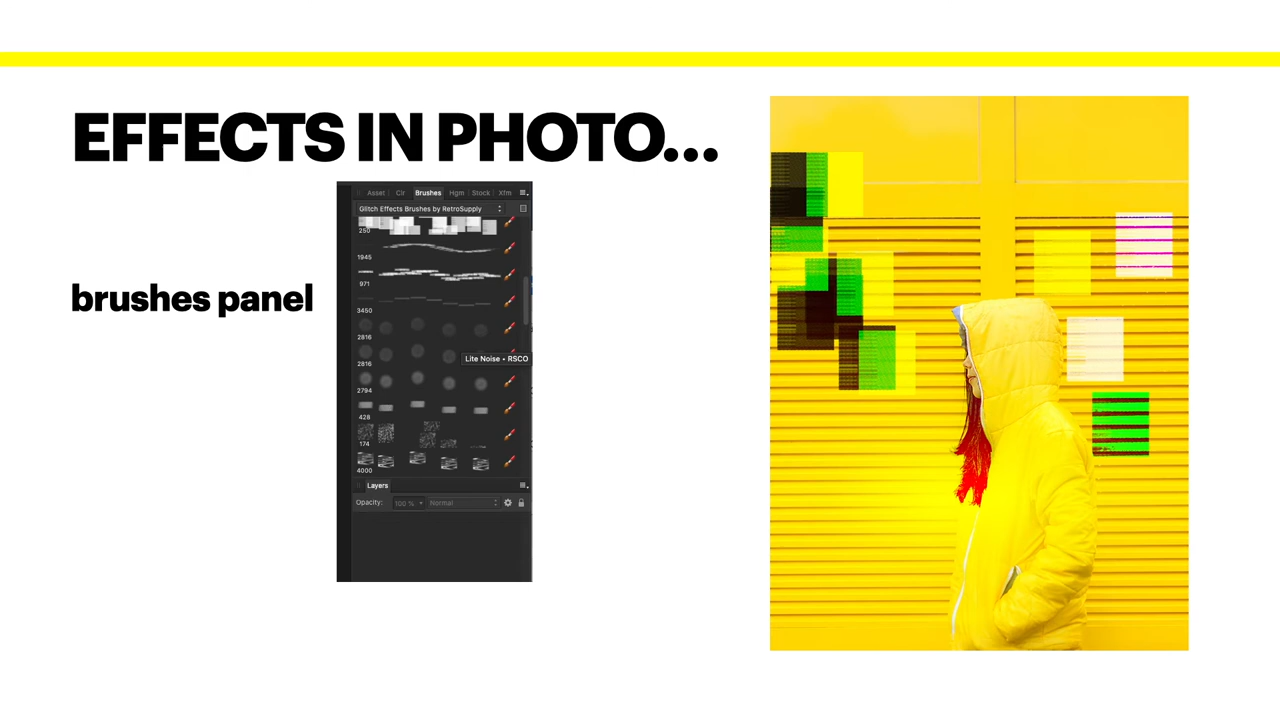 EFFECTS IN PHOTO...
brushes panel
Asset Clr Brushes Hgm Stock Xfm
Glitch Effects Brushes by RetroSupply
250
1945
971
3450
2816
2816
Lite Noise • RSCO
2794
428
174
4000
Layers
Opacity: 100 % Normal